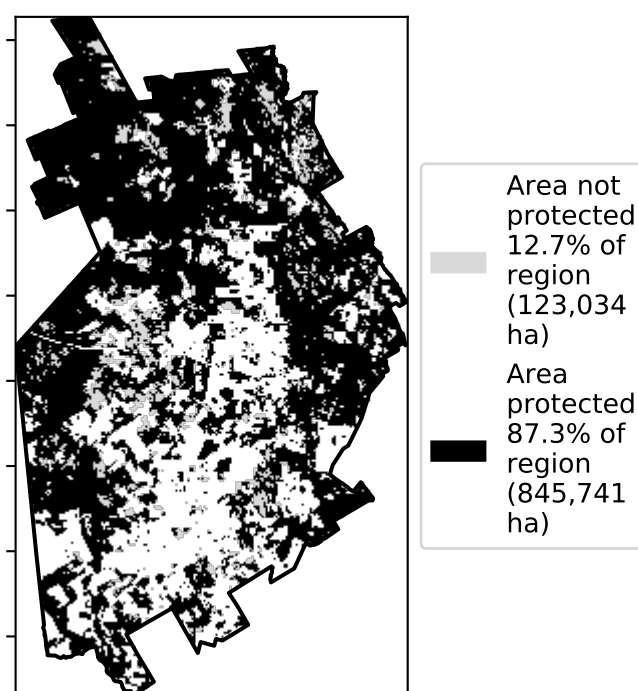 Area not
protected
12.7% of
region
(123,034
ha)
Area
protected
87.3% of
region
(845,741
ha)